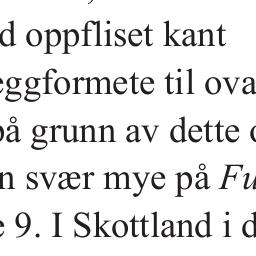 d oppfliset kant
eggformete til ova
på grunn av dette
n svær mye på Fu
e 9. I Skottland i d